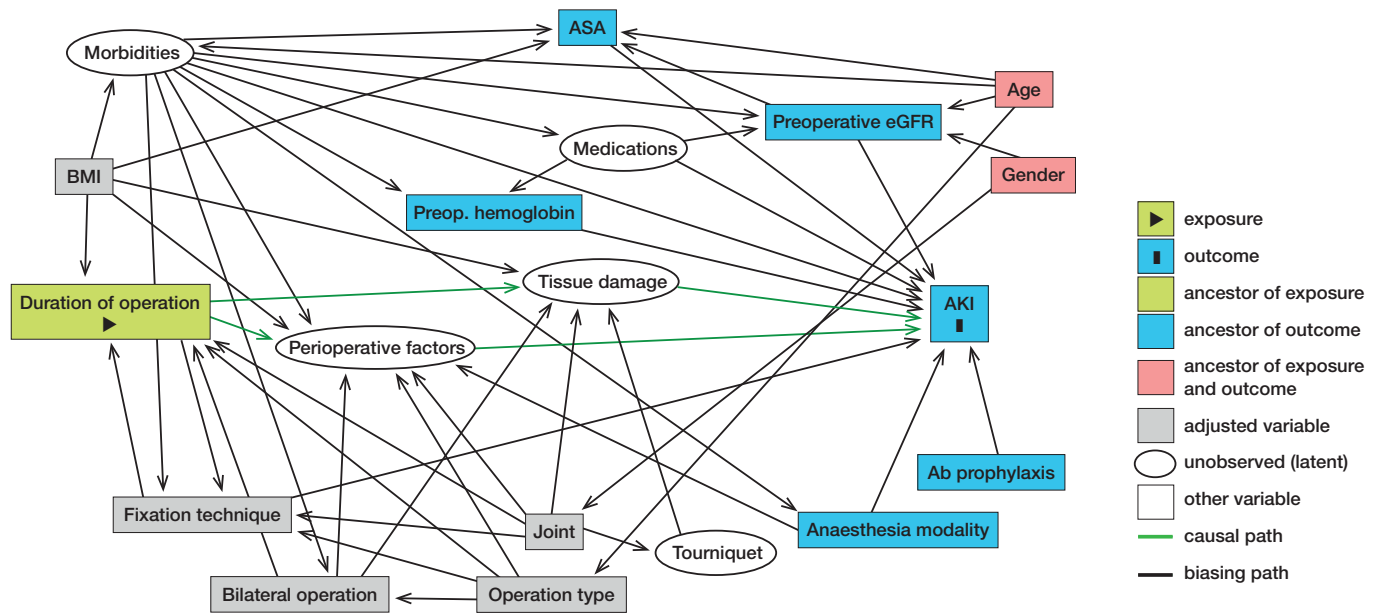 ASA
Morbidities
Age
Preoperative eGFR
Medications
BMI
Gender
Preop. hemoglobin
Tissue damage
Duration of operation
AKI
Perioperative factors
Ab prophylaxis
Fixation technique
Joint
Anaesthesia modality
Tourniquet
Bilateral operation
Operation type
exposure
outcome
ancestor of exposure
ancestor of outcome
ancestor of exposure
and outcome
adjusted variable
unobserved (latent)
other variable
causal path
biasing path